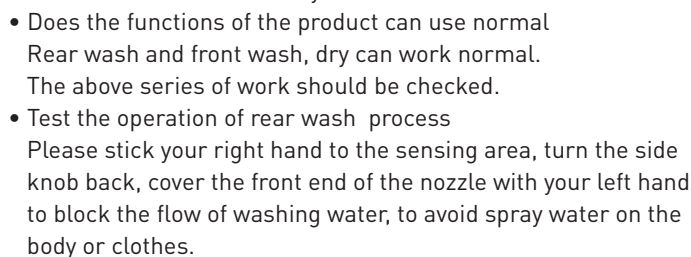 • Does the functions of the product can use normal
Rear wash and front wash, dry can work normal.
The above series of work should be checked.
• Test the operation of rear wash process
Please stick your right hand to the sensing area, turn the side
knob back, cover the front end of the nozzle with your left hand
to block the flow of washing water, to avoid spray water on the
body or clothes.